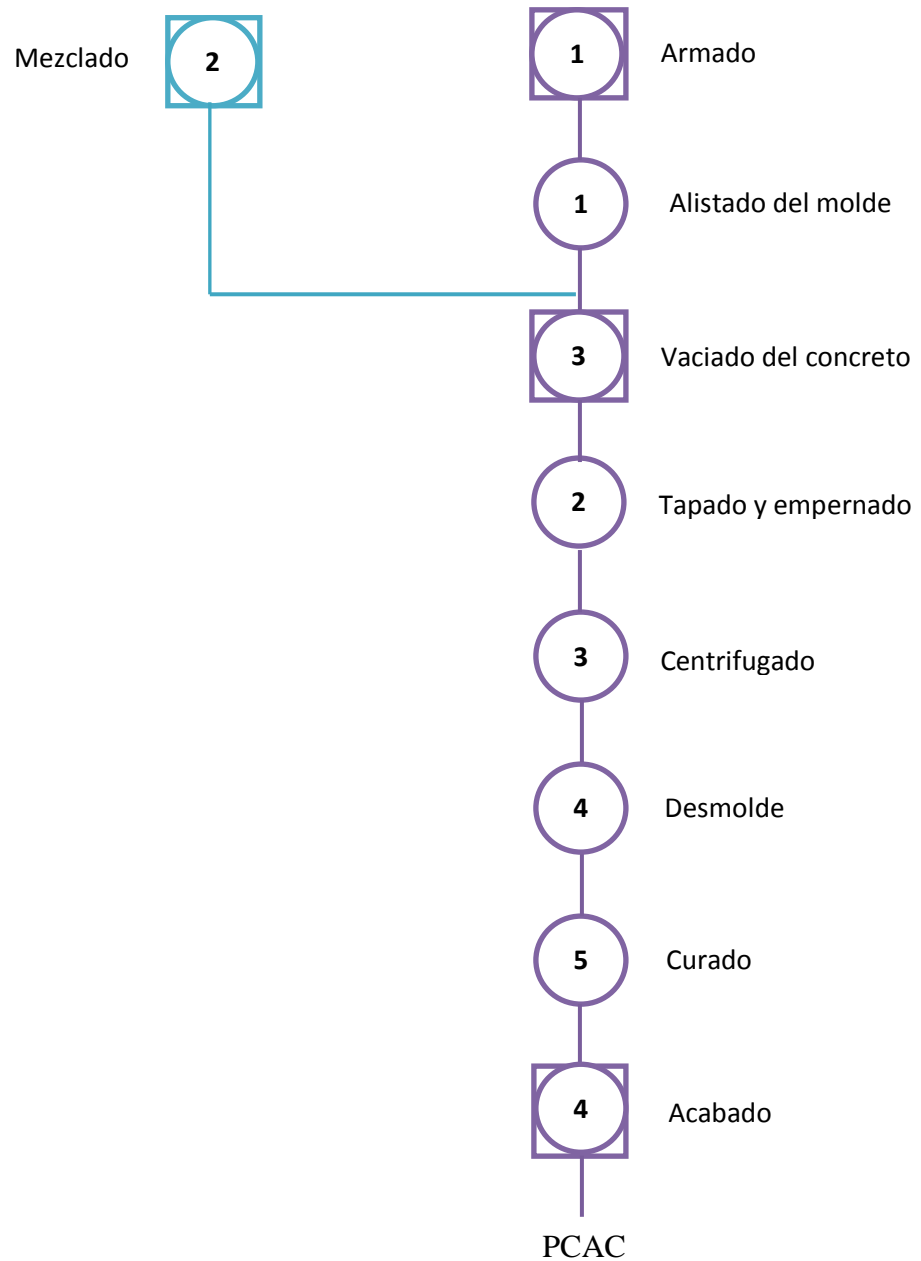 Mezclado 2 1 Armado
1 Alistado del molde
3 Vaciado del concreto
2 Tapado y empernado
3 Centrifugado
4 Desmolde
5 Curado
4 Acabado
PCAC